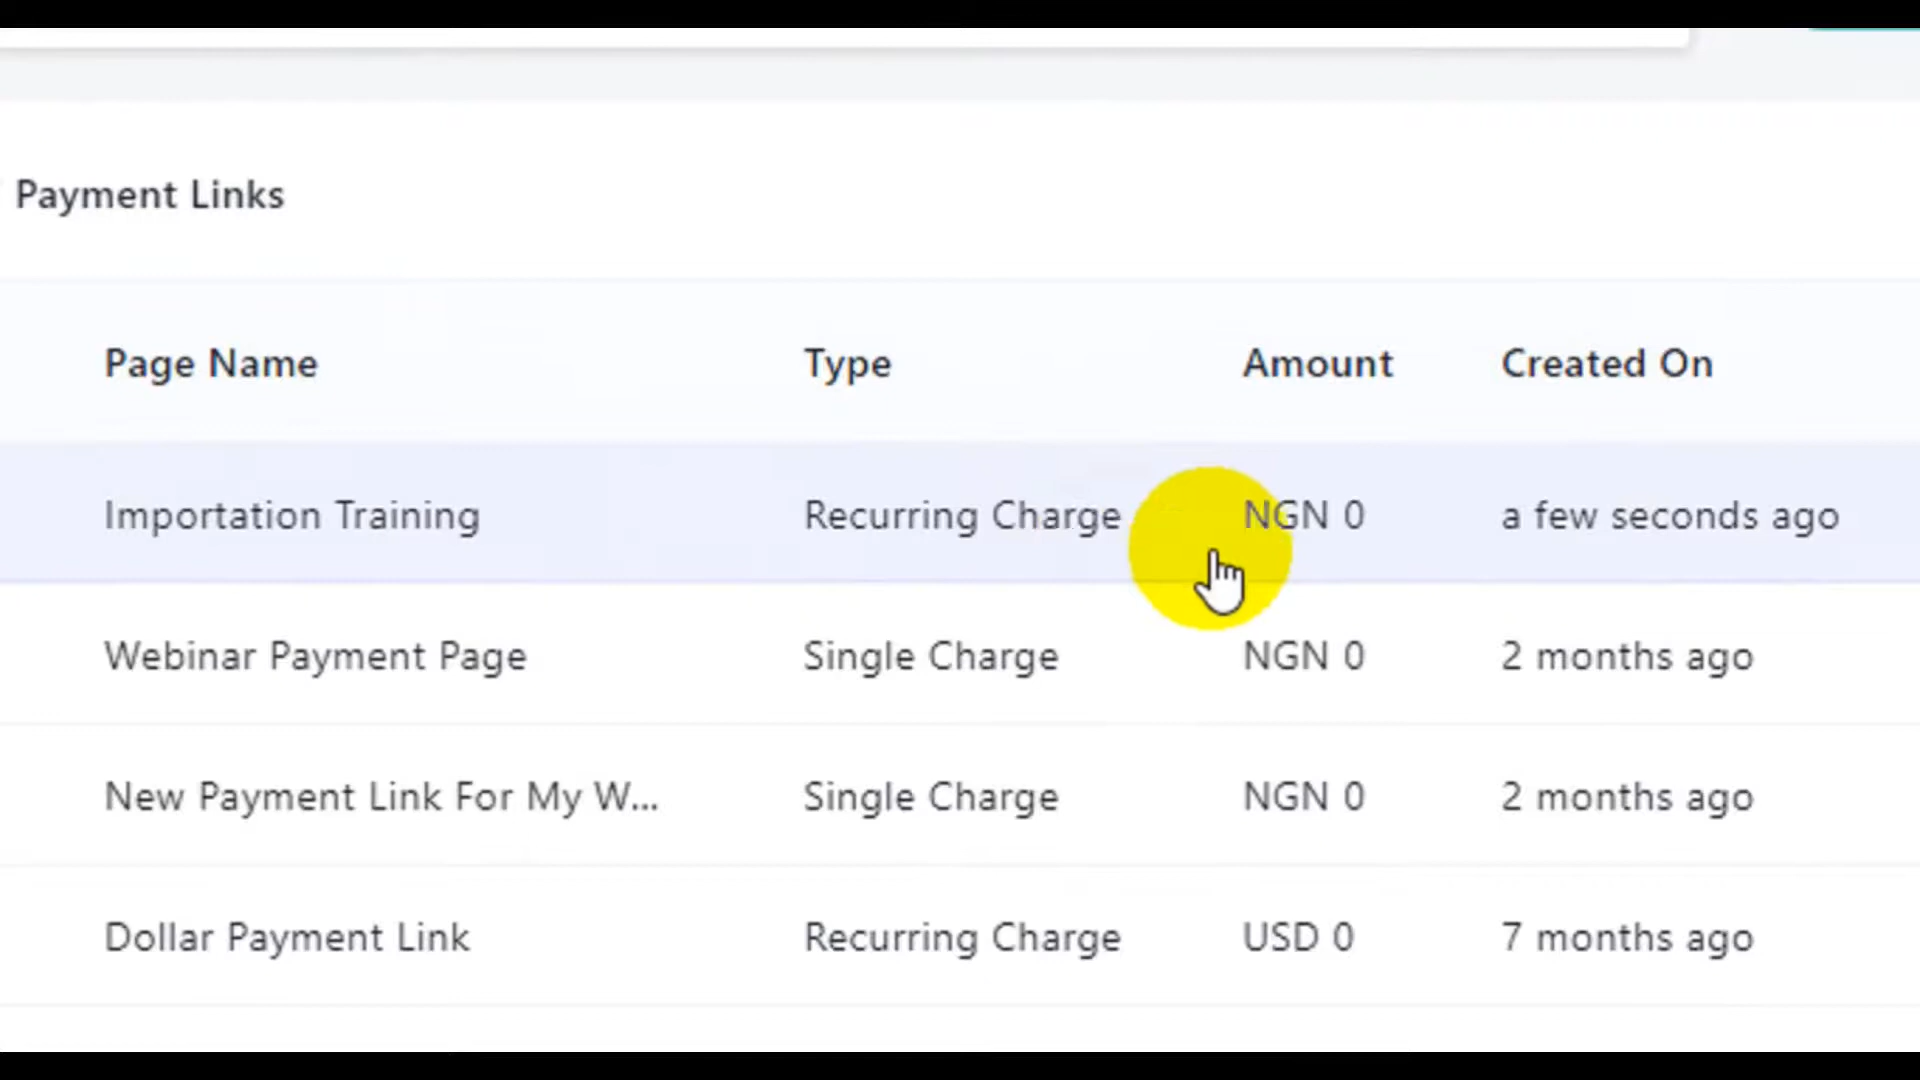 Payment Links
Page Name Type Amount Created On
Importation Training Recurring Charge NGN 0 a few seconds ago
Webinar Payment Page Single Charge NGN 0 2 months ago
New Payment Link For My W... Single Charge NGN 0 2 months ago
Dollar Payment Link Recurring Charge USD 0 7 months ago